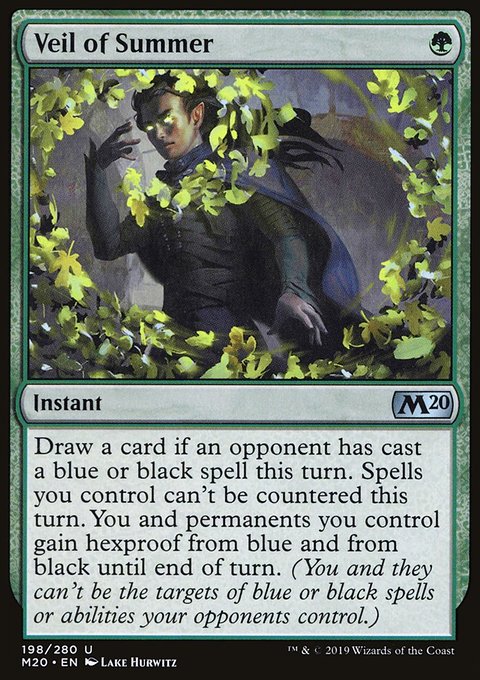 Veil of Summer
Instant
M20
Draw a card if an opponent has cast
a blue or black spell this turn. Spells
you control can't be countered this
turn. You and permanents you control
gain hexproof from blue and from
black until end of turn. (You and they
can't be the targets of blue or black spells
or abilities your opponents control.)
198/280 U
M20 • EN Lake Hurwitz
™ & © 2019 Wizards of the Coast